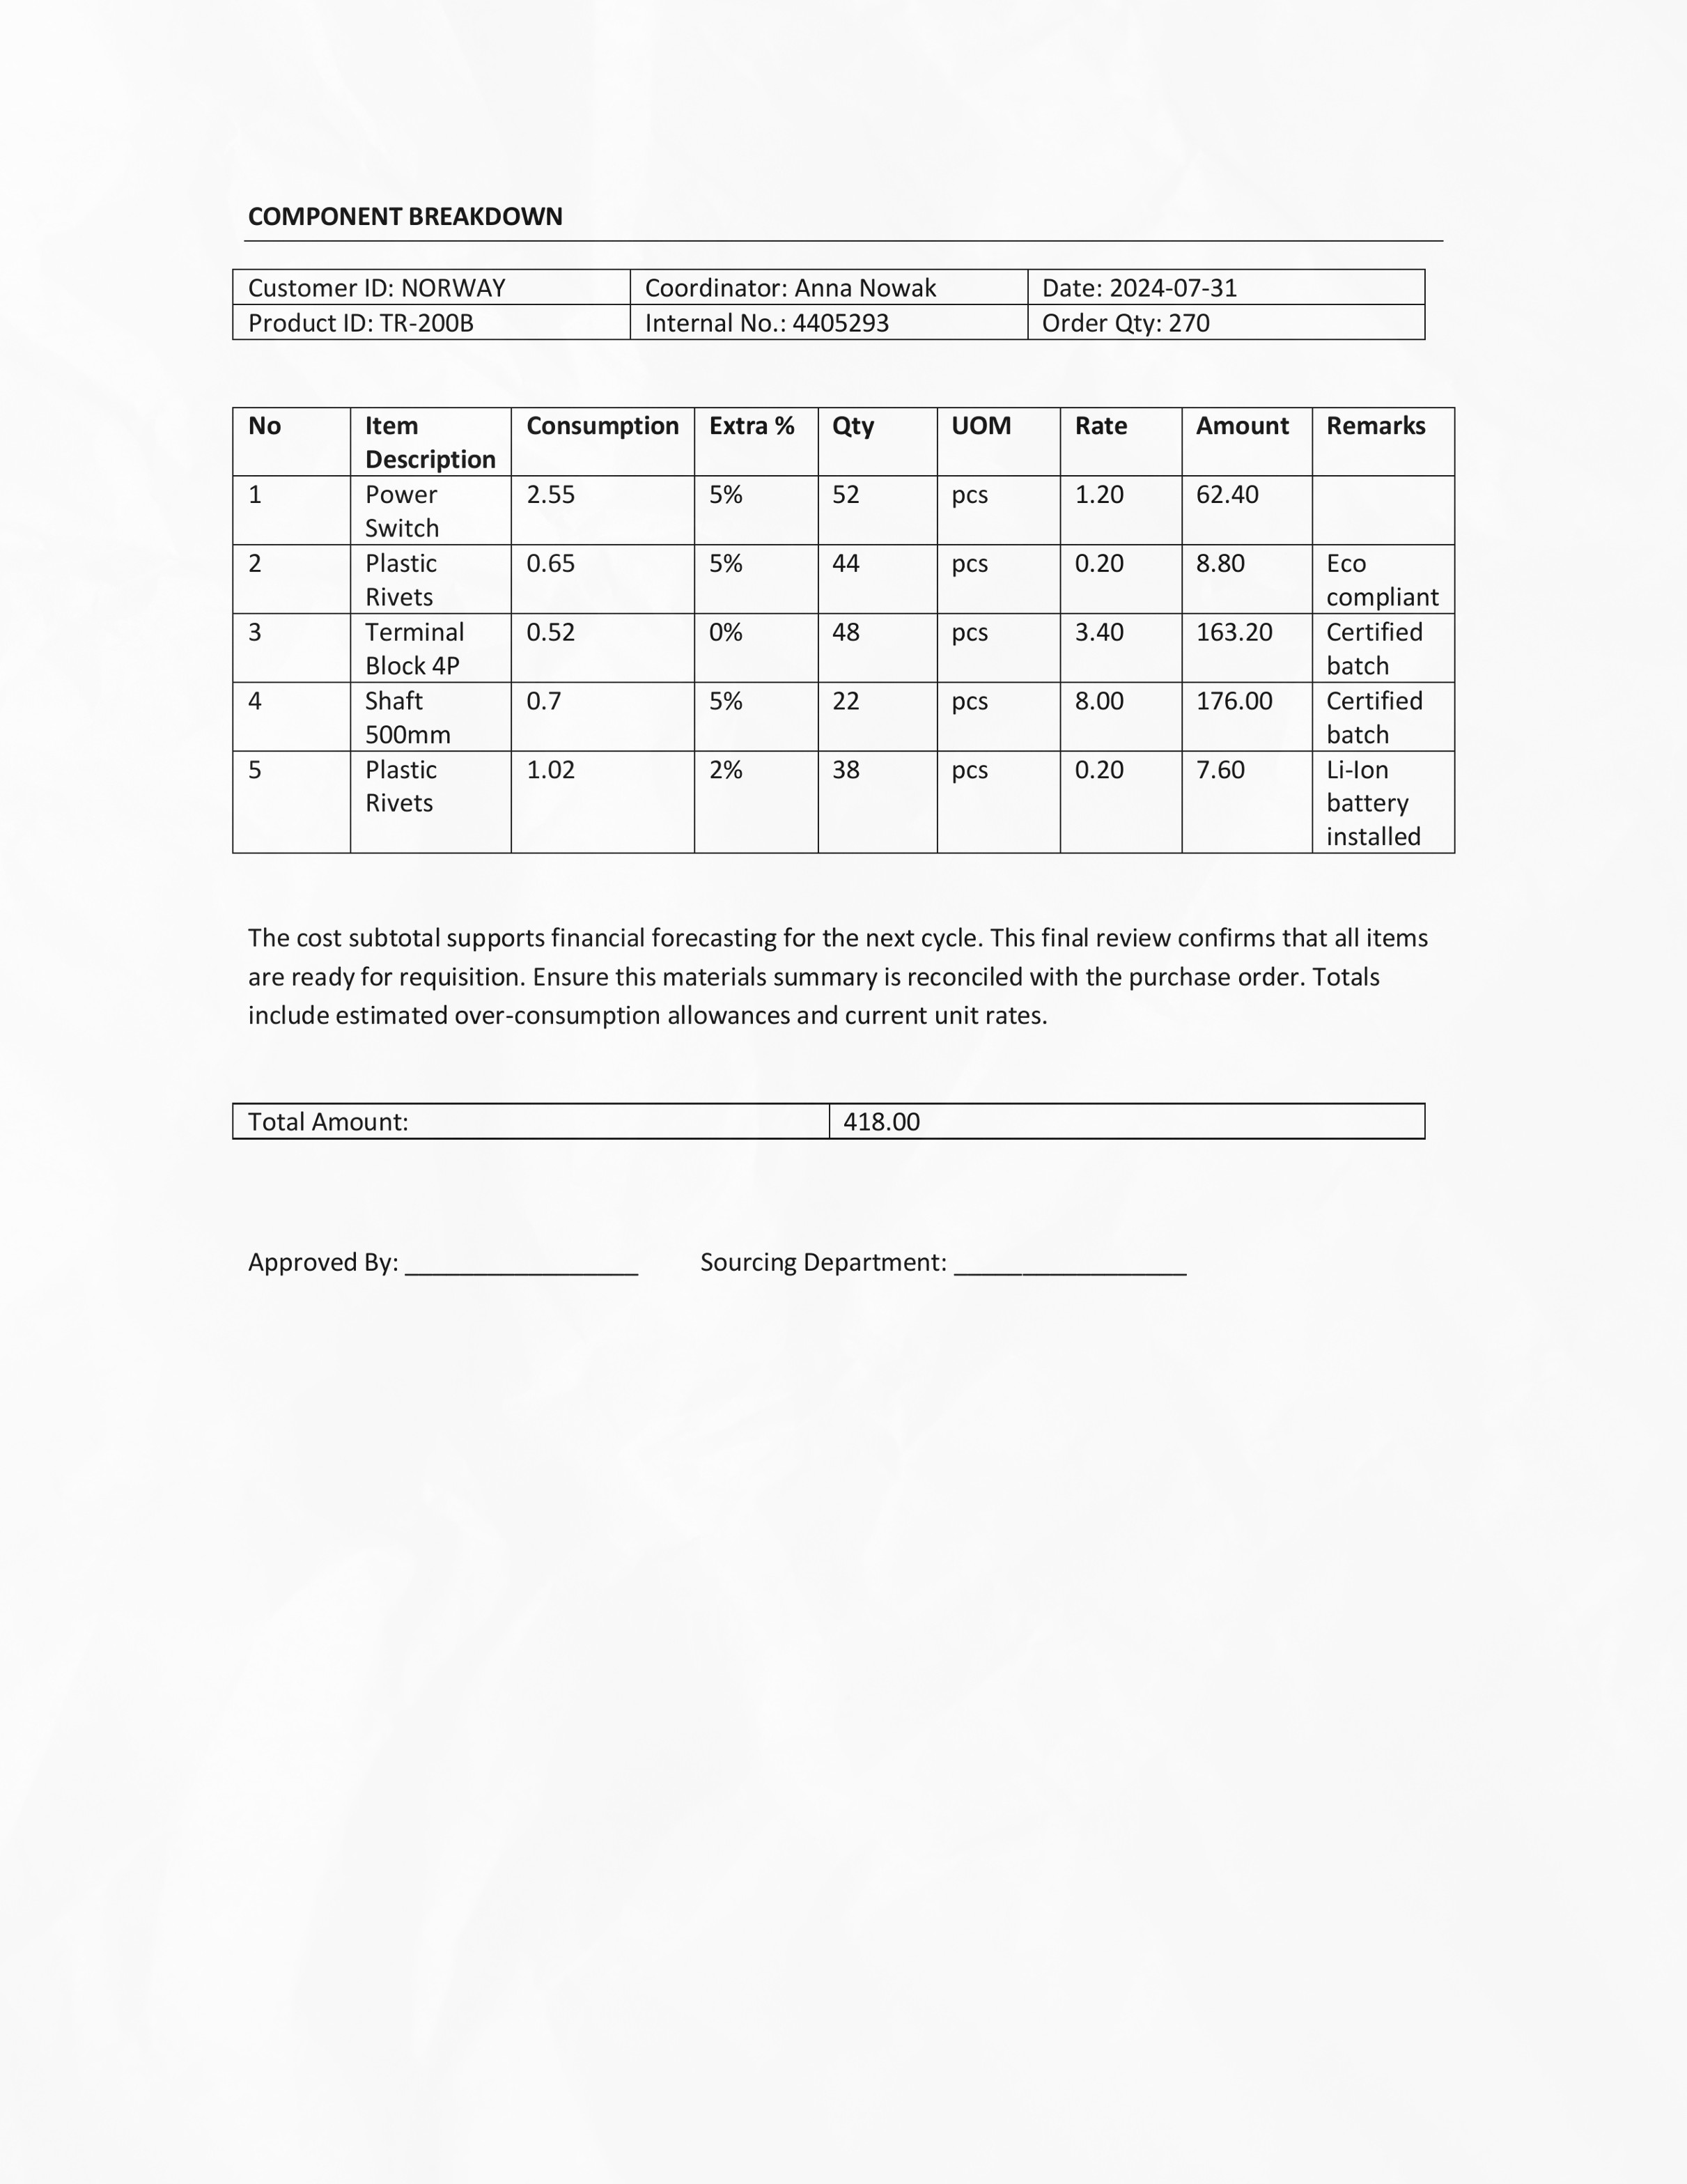 COMPONENT BREAKDOWN
Customer ID: NORWAY Coordinator: Anna Nowak Date: 2024-07-31
Product ID: TR-200B Internal No.: 4405293 Order Qty: 270
No Item Description Consumption Extra % Qty UOM Rate Amount Remarks
1 Power Switch 2.55 5% 52 pcs 1.20 62.40
2 Plastic Rivets 0.65 5% 44 pcs 0.20 8.80 Eco compliant
3 Terminal Block 4P 0.52 0% 48 pcs 3.40 163.20 Certified batch
4 Shaft 500mm 0.7 5% 22 pcs 8.00 176.00 Certified batch
5 Plastic Rivets 1.02 2% 38 pcs 0.20 7.60 Li-Ion battery installed
The cost subtotal supports financial forecasting for the next cycle. This final review confirms that all items
are ready for requisition. Ensure this materials summary is reconciled with the purchase order. Totals
include estimated over-consumption allowances and current unit rates.
Total Amount: 418.00
Approved By: _________________ Sourcing Department: _________________